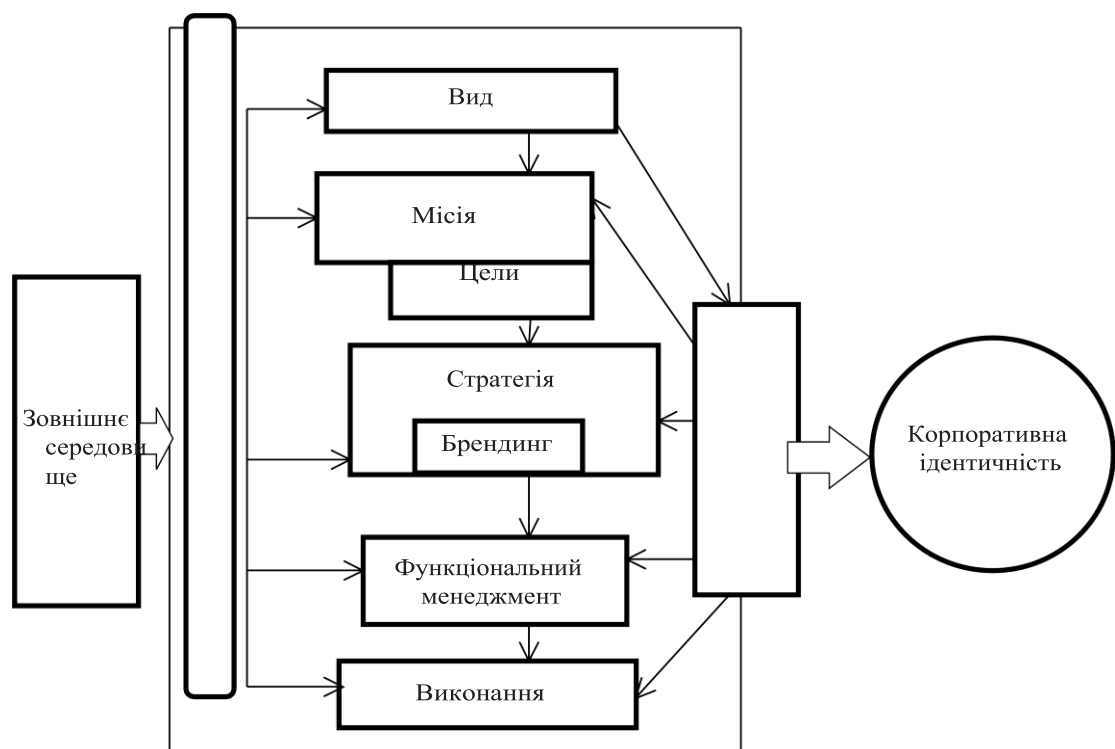 Вид
Місія
Цели
Стратегія
Брендинг
Зовнішнє
середови
ще
Корпоративна
ідентичність
Функціональний
менеджмент
Виконання